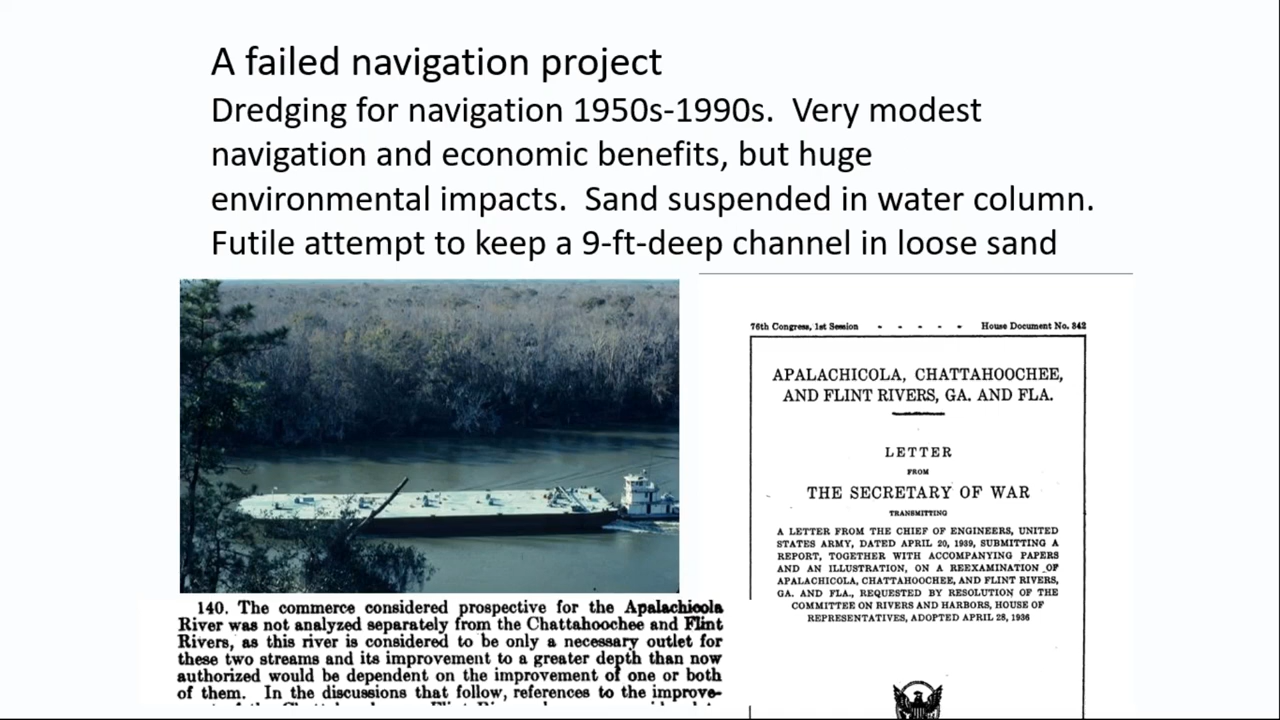 A failed navigation project
Dredging for navigation 1950s-1990s. Very modest
navigation and economic benefits, but huge
environmental impacts. Sand suspended in water column.
Futile attempt to keep a 9-ft-deep channel in loose sand
76th Congress, 1st Session - - - - - House Document No. 342
APALACHICOLA, CHATTAHOOCHEE,
AND FLINT RIVERS, GA. AND FLA.
LETTER
FROM
THE SECRETARY OF WAR
TRANSMITTING
A LETTER FROM THE CHIEF OF ENGINEERS, UNITED
STATES ARMY, DATED APRIL 20, 1939, SUBMITTING A
REPORT, TOGETHER WITH ACCOMPANYING PAPERS
AND AN ILLUSTRATION, ON A REEXAMINATION OF
APALACHICOLA, CHATTAHOOCHEE, AND FLINT RIVERS,
GA. AND FLA., REQUESTED BY RESOLUTION OF THE
COMMITTEE ON RIVERS AND HARBORS, HOUSE OF
REPRESENTATIVES, ADOPTED APRIL 28, 1936
140. The commerce considered prospective for the Apalachicola
River was not analyzed separately from the Chattahoochee and Flint
Rivers, as this river is considered to be only a necessary outlet for
these two streams and its improvement to a greater depth than now
authorized would be dependent on the improvement of one or both
of them. In the discussions that follow, references to the improve-